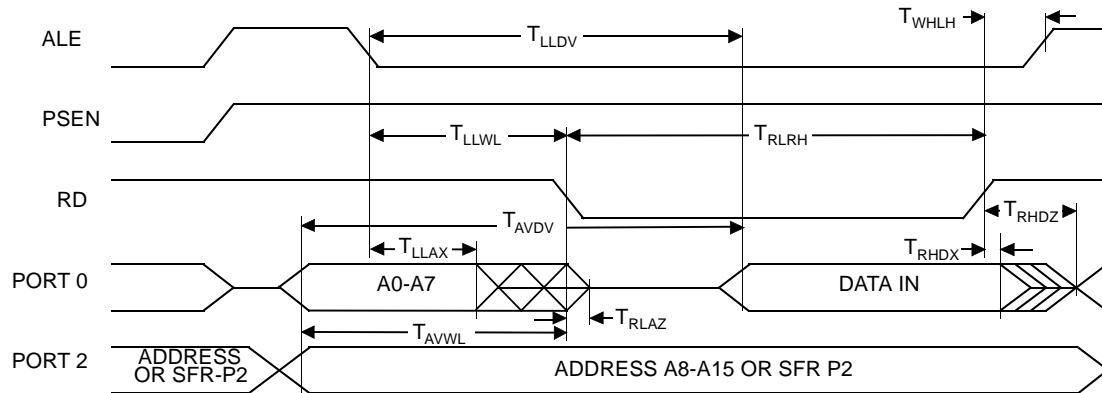 ALE
T_LLDV
T_WHLH
PSEN
T_LLWL
T_RLRH
RD
T_AVDV
T_RHDZ
T_LLAX
T_RHDX
PORT 0
A0-A7
DATA IN
T_RLAZ
T_AVWL
PORT 2
ADDRESS
OR SFR-P2
ADDRESS A8-A15 OR SFR P2